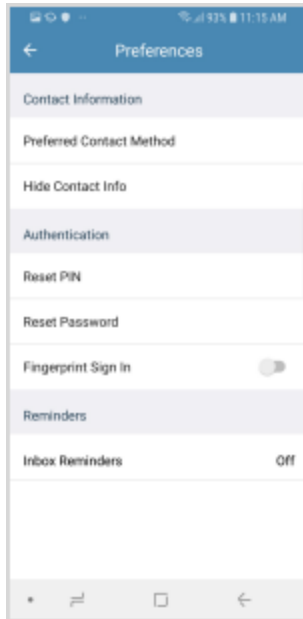 93% 11:15 AM
Preferences
Contact Information
Preferred Contact Method
Hide Contact Info
Authentication
Reset PIN
Reset Password
Fingerprint Sign In
Reminders
Inbox Reminders Off